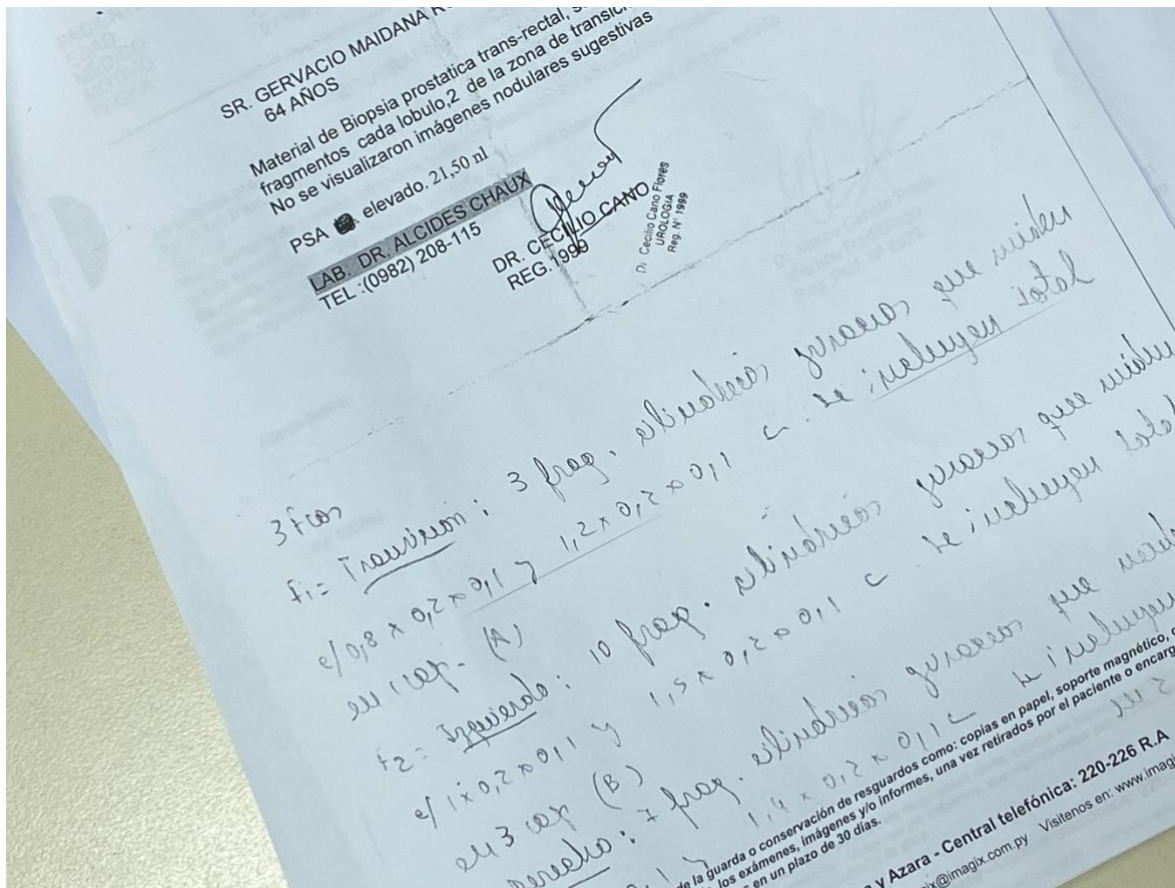 SR. GERVACIO MAIDANA
64 AÑOS
Material de Biopsia prostatica trans-rectal,
fragmentos cada lobulo,2 de la zona de transici
No se visualizaron imágenes nodulares sugestivas
PSA elevado. 21,50 nl
LAB. DR. ALCIDES CHAUX
TEL :(0982) 208-115
DR. CECILIO CANO
REG.1999
Dr. Cecilio Cano Flores
UROLOGIA
Reg. N° 1999
3 fcos
f1= Transicion: 3 frag. cilindricos grisaceos que miden
e/ 0,8 x 0,2 x 0,1 y 1,2 x 0,2 x 0,1 c se incluyen total
en 1 cap - (A)
f2= Izquierdo: 10 frag. cilindricos grisaceos que miden
e/ 1 x 0,2 x 0,1 y 1,5 x 0,2 x 0,1 c se incluyen total
en 3 cap (B)
Derecho: 7 frag. cilindricos grisaceos que
0,1 y 1,4 x 0,2 x 0,1 c se incluyen
de la guarda o conservación de resguardos como: copias en papel, soporte magnético,
los exámenes, imágenes y/o informes, una vez retirados por el paciente o encarg
en un plazo de 30 días.
y Azara - Central telefónica: 220-226 R.A
@imagix.com.py Visitenos en: www.imagi